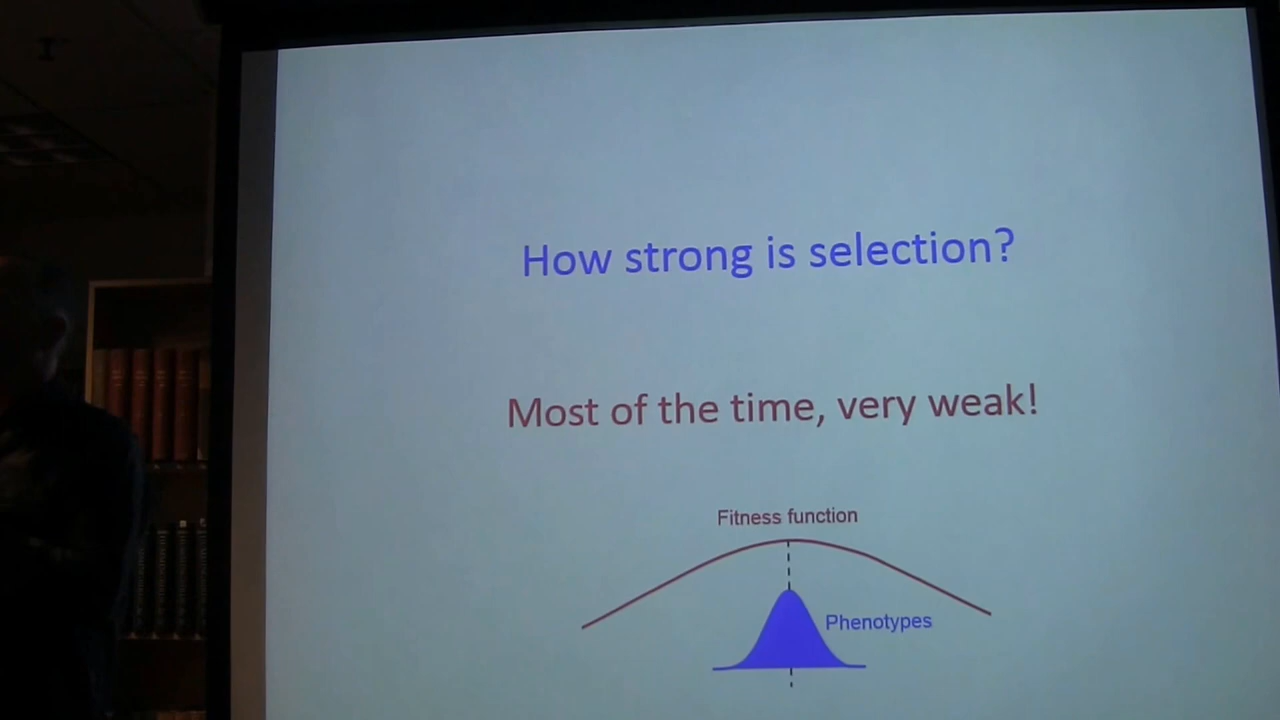 How strong is selection?
Most of the time, very weak!
Fitness function
Phenotypes